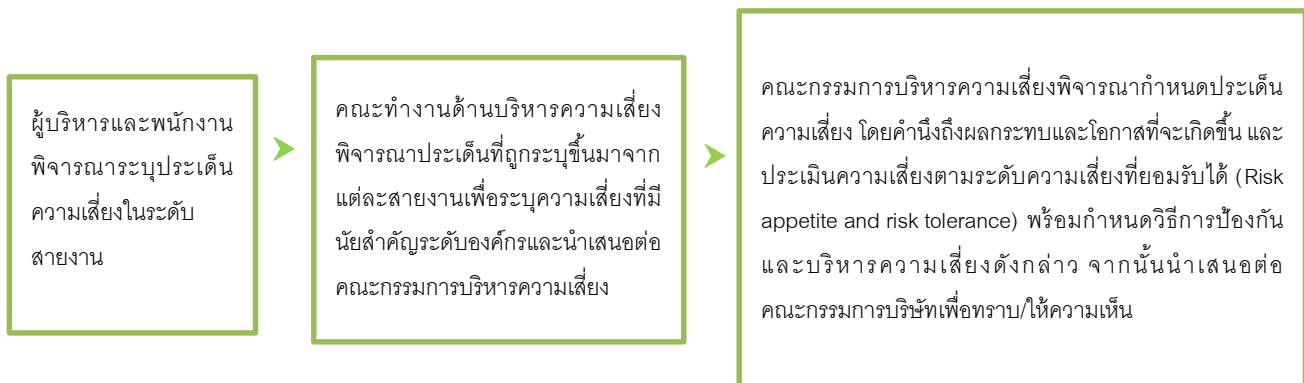 ผู้บริหารและพนักงาน
พิจารณาระบุประเด็น
ความเสี่ยงในระดับ
สายงาน
คณะทำงานด้านบริหารความเสี่ยง
พิจารณาประเด็นที่ถูกระบุขึ้นมาจาก
แต่ละสายงานเพื่อระบุความเสี่ยงที่มี
นัยสำคัญระดับองค์กรและนำเสนอต่อ
คณะกรรมการบริหารความเสี่ยง
คณะกรรมการบริหารความเสี่ยงพิจารณากำหนดประเด็น
ความเสี่ยง โดยคำนึงถึงผลกระทบและโอกาสที่จะเกิดขึ้น และ
ประเมินความเสี่ยงตามระดับความเสี่ยงที่ยอมรับได้ (Risk
appetite and risk tolerance) พร้อมกำหนดวิธีการป้องกัน
และบริหารความเสี่ยงดังกล่าว จากนั้นนำเสนอต่อ
คณะกรรมการบริษัทเพื่อทราบ/ให้ความเห็น